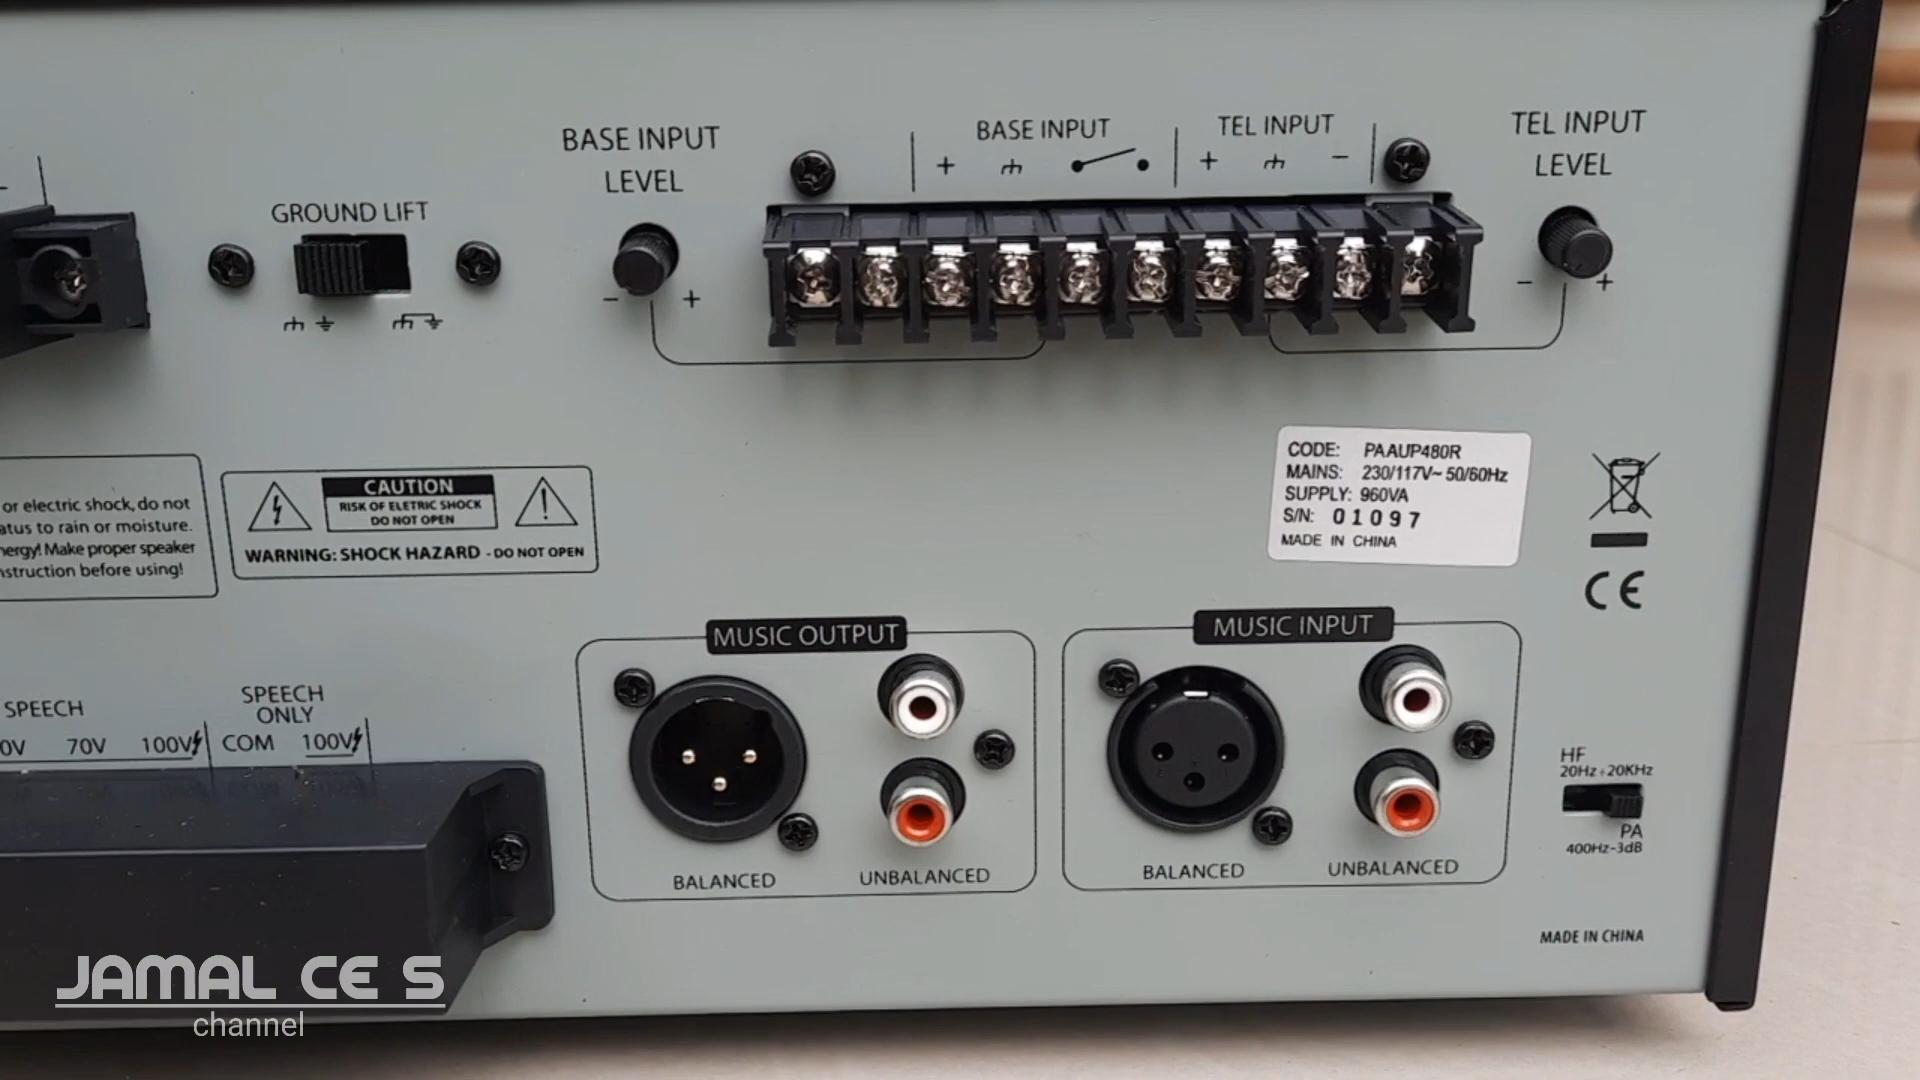 BASE INPUT
LEVEL
BASE INPUT
+
TEL INPUT
+ -
TEL INPUT
LEVEL
GROUND LIFT
- +
- +
or electric shock, do not
atus to rain or moisture.
nergy! Make proper speaker
nstruction before using!
CAUTION
RISK OF ELETRIC SHOCK
DO NOT OPEN
WARNING: SHOCK HAZARD - DO NOT OPEN
CODE: PAAUP480R
MAINS: 230/117V~ 50/60Hz
SUPPLY: 960VA
S/N: 01097
MADE IN CHINA
CE
SPEECH
0V 70V 100V
SPEECH
ONLY
COM 100V
MUSIC OUTPUT
BALANCED
UNBALANCED
MUSIC INPUT
BALANCED
UNBALANCED
HF
20Hz÷20KHz
PA
400Hz-3dB
MADE IN CHINA
JAMAL CE S
channel